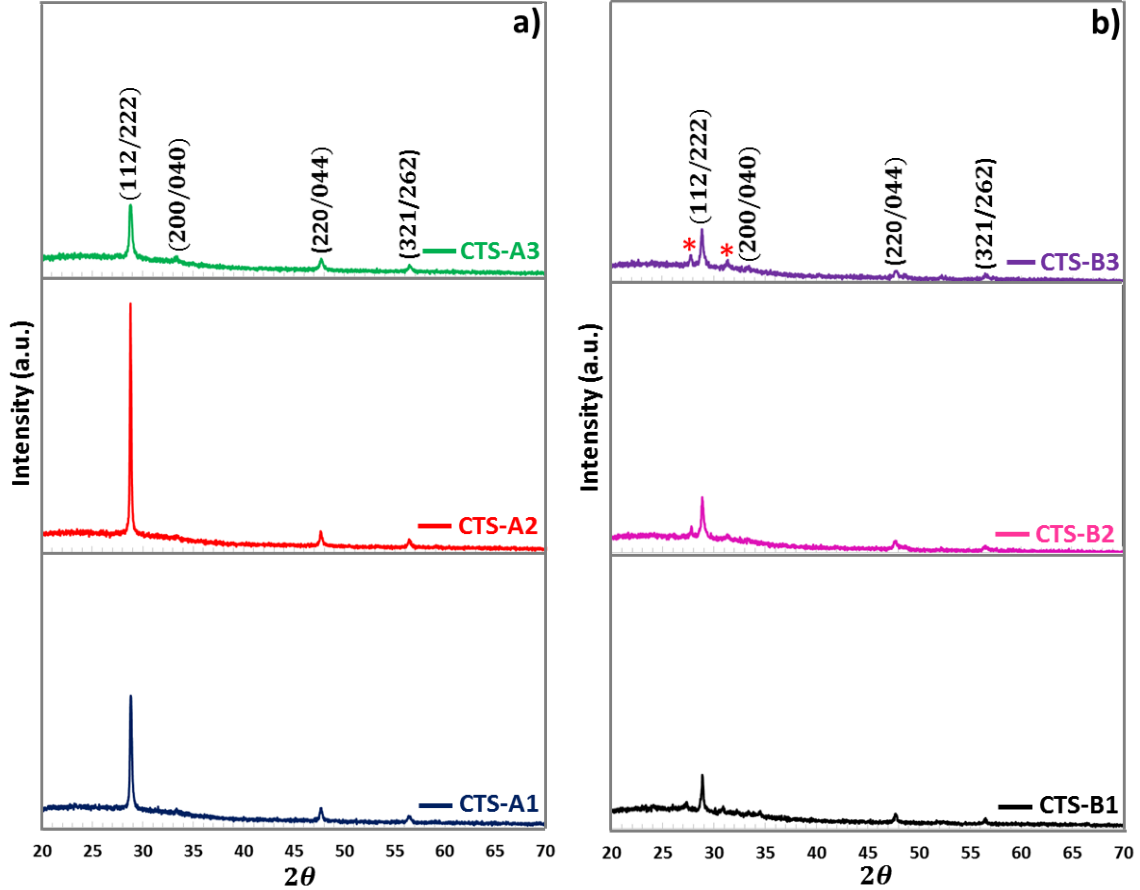 a)
(112/222)
(200/040)
(220/044)
(321/262)
CTS-A3
CTS-A2
CTS-A1
Intensity (a.u.)
20 25 30 35 40 45 50 55 60 65 70
2θ
b)
(112/222)
(200/040)
(220/044)
(321/262)
* *
CTS-B3
CTS-B2
CTS-B1
Intensity (a.u.)
20 25 30 35 40 45 50 55 60 65 70
2θ